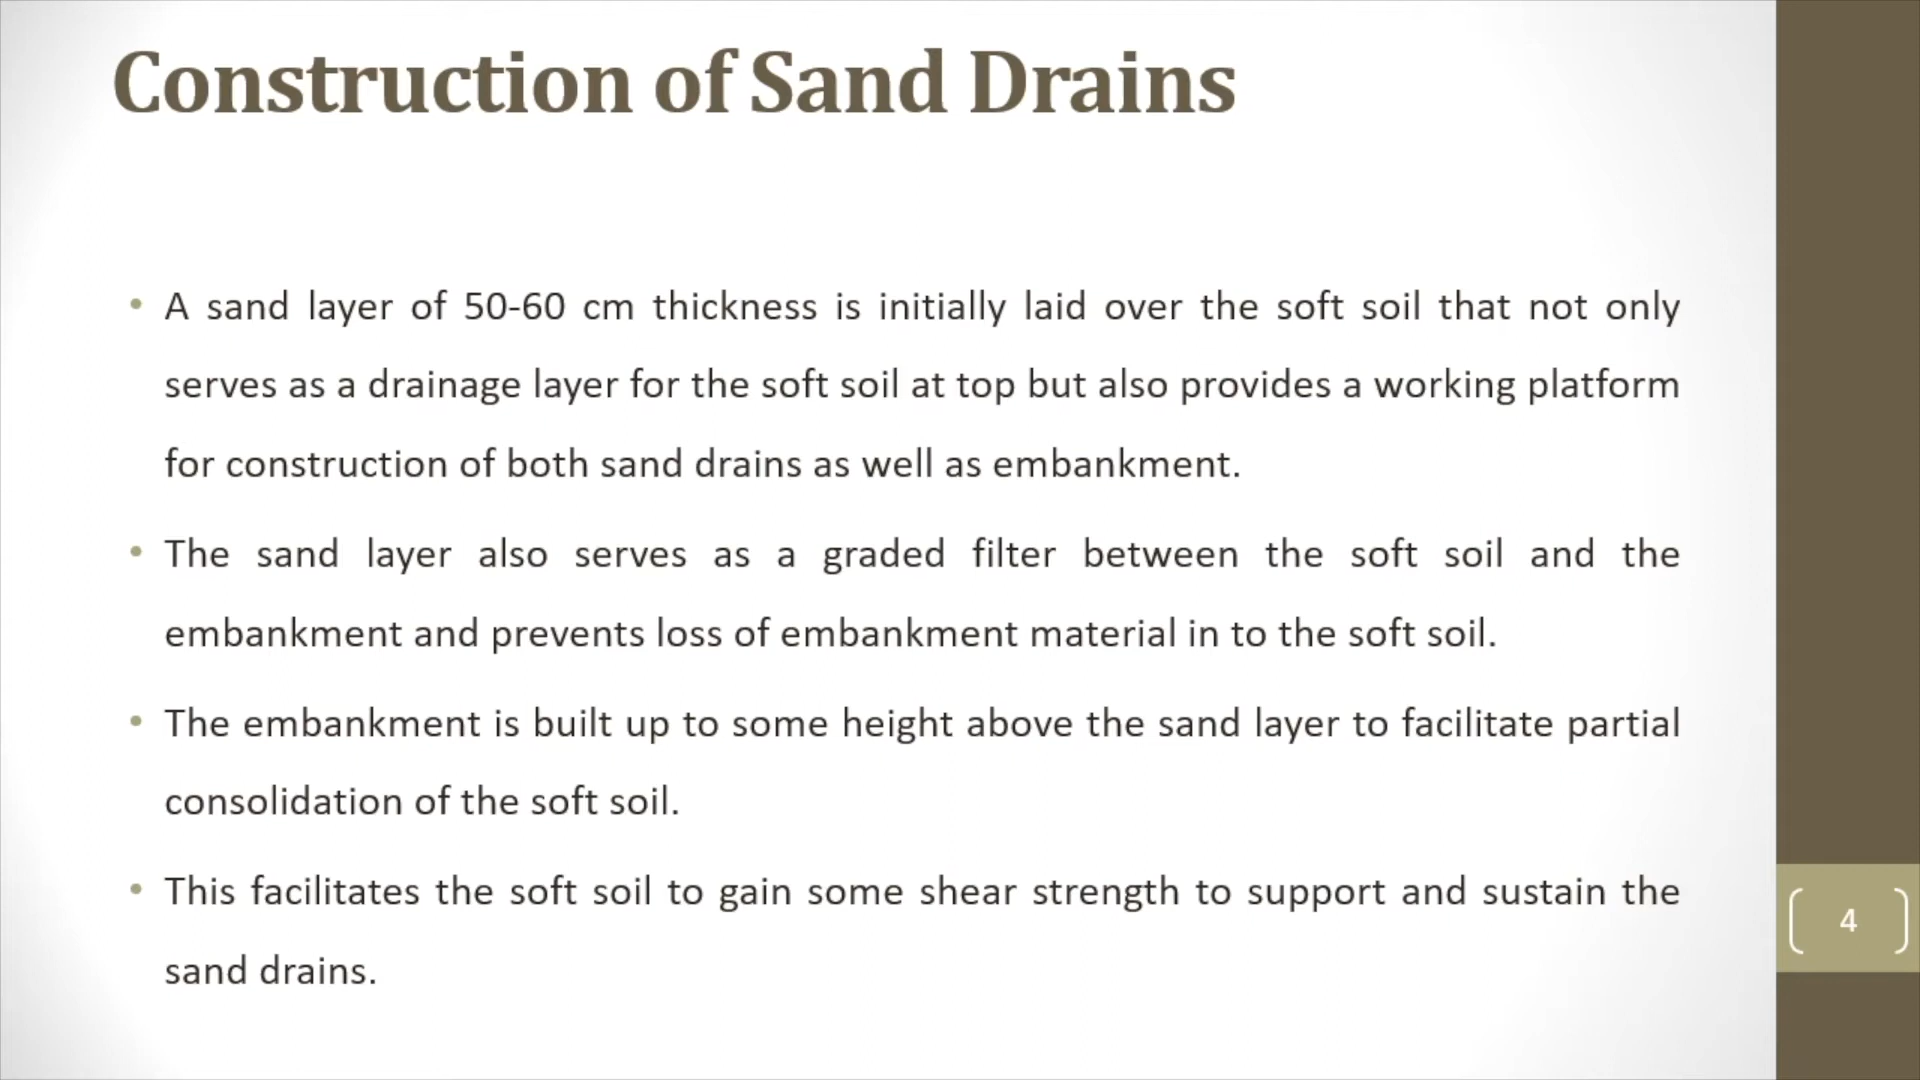 Construction of Sand Drains
• A sand layer of 50-60 cm thickness is initially laid over the soft soil that not only
serves as a drainage layer for the soft soil at top but also provides a working platform
for construction of both sand drains as well as embankment.
• The sand layer also serves as a graded filter between the soft soil and the
embankment and prevents loss of embankment material in to the soft soil.
• The embankment is built up to some height above the sand layer to facilitate partial
consolidation of the soft soil.
• This facilitates the soft soil to gain some shear strength to support and sustain the
sand drains.
4